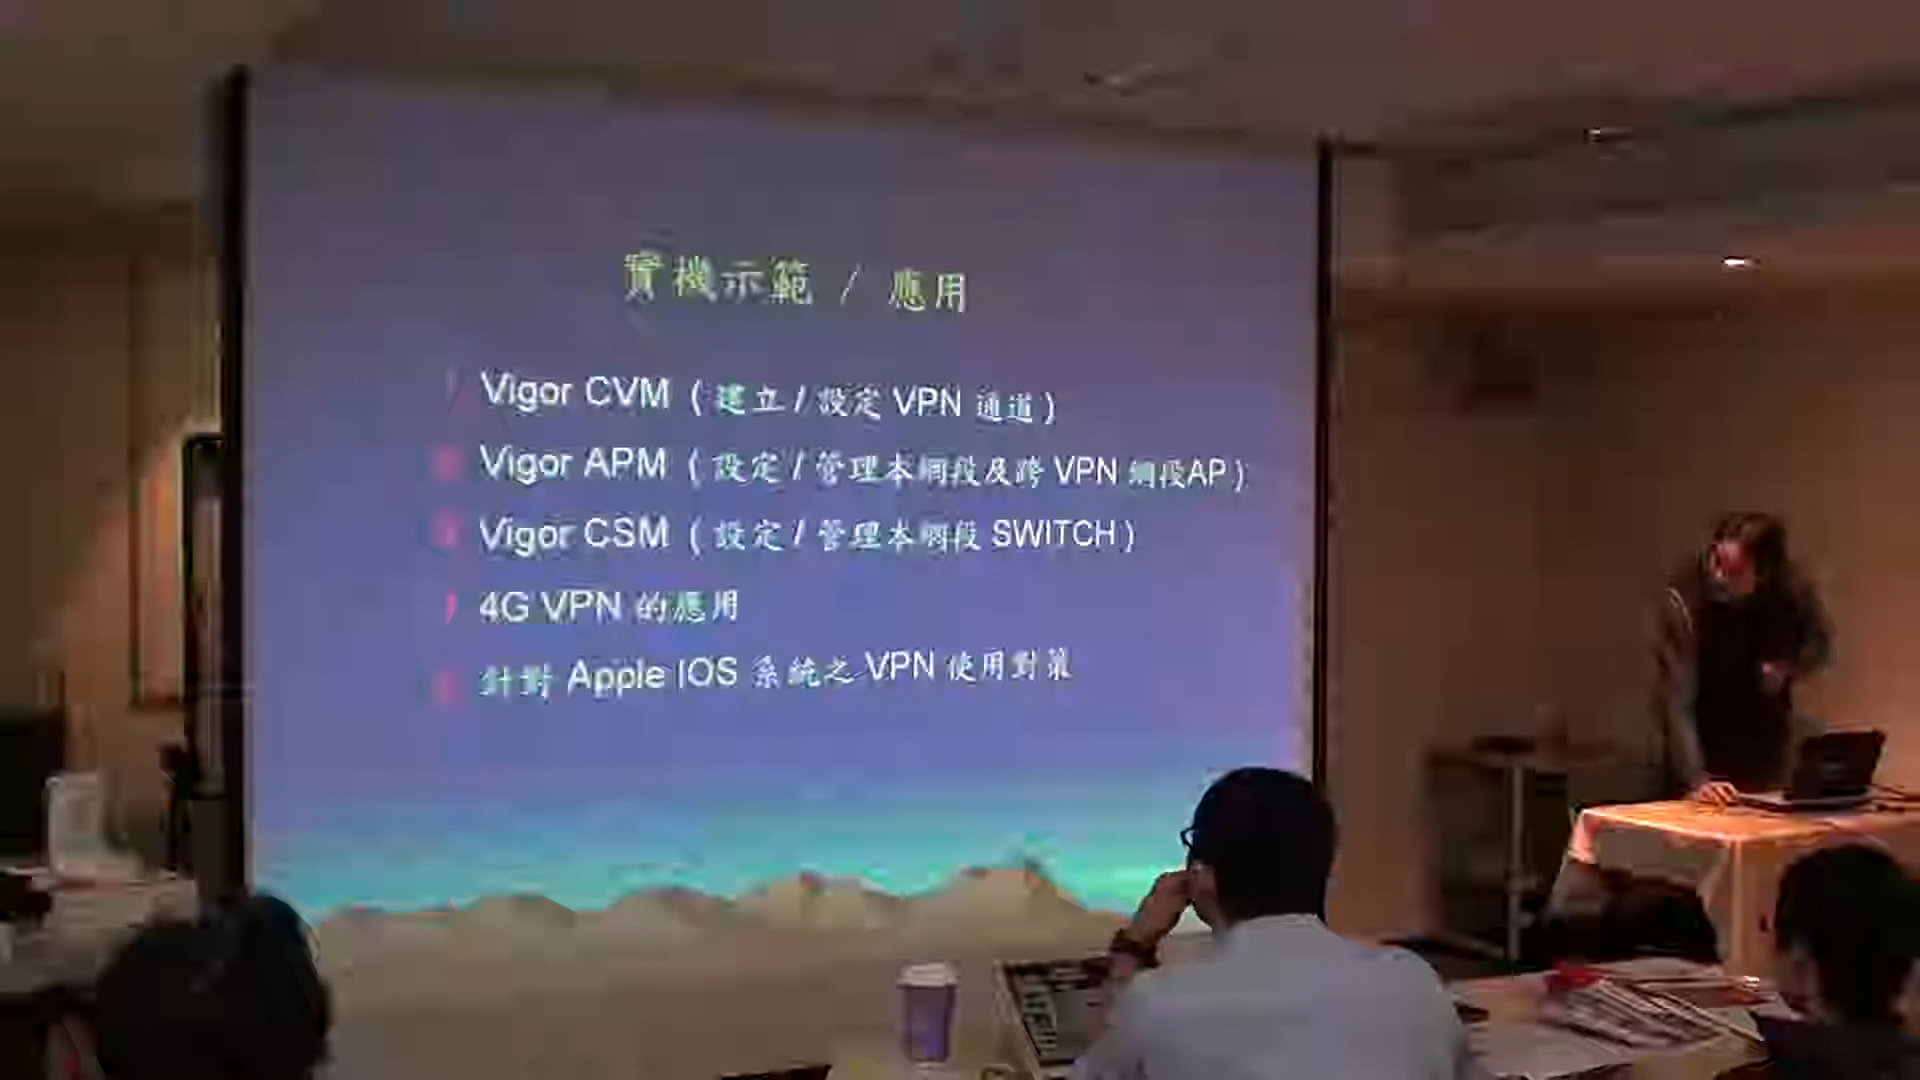 實機示範 / 應用
Vigor CVM ( 建立 / 設定 VPN 通道 )
Vigor APM ( 設定 / 管理本網段及跨 VPN 網段AP )
Vigor CSM ( 設定 / 管理本網段 SWITCH )
4G VPN 的應用
針對 Apple IOS 系統之 VPN 使用對策